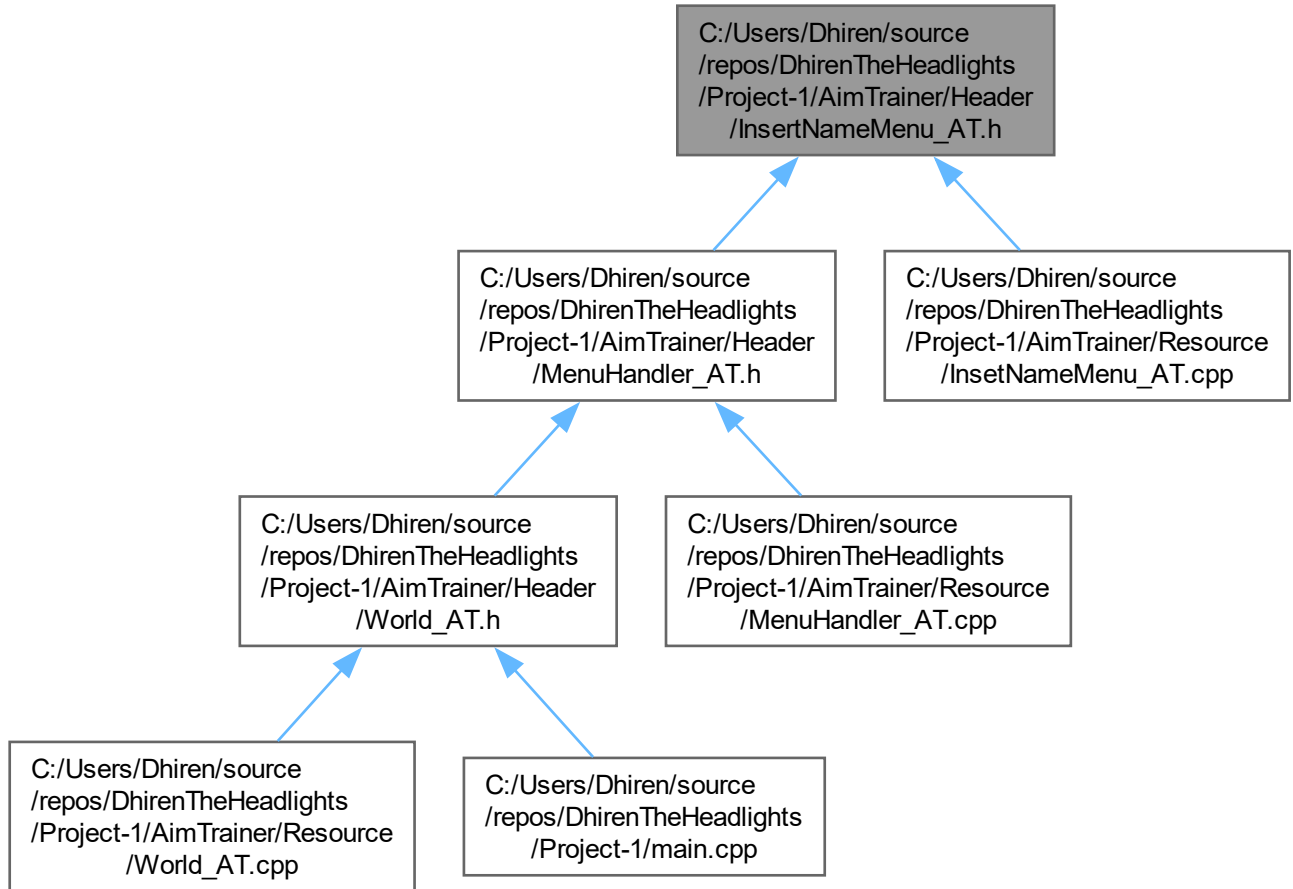 C:/Users/Dhiren/source
/repos/DhirenTheHeadlights
/Project-1/AimTrainer/Header
/InsertNameMenu_AT.h
C:/Users/Dhiren/source
/repos/DhirenTheHeadlights
/Project-1/AimTrainer/Header
/MenuHandler_AT.h
C:/Users/Dhiren/source
/repos/DhirenTheHeadlights
/Project-1/AimTrainer/Resource
/InsetNameMenu_AT.cpp
C:/Users/Dhiren/source
/repos/DhirenTheHeadlights
/Project-1/AimTrainer/Header
/World_AT.h
C:/Users/Dhiren/source
/repos/DhirenTheHeadlights
/Project-1/AimTrainer/Resource
/MenuHandler_AT.cpp
C:/Users/Dhiren/source
/repos/DhirenTheHeadlights
/Project-1/AimTrainer/Resource
/World_AT.cpp
C:/Users/Dhiren/source
/repos/DhirenTheHeadlights
/Project-1/main.cpp